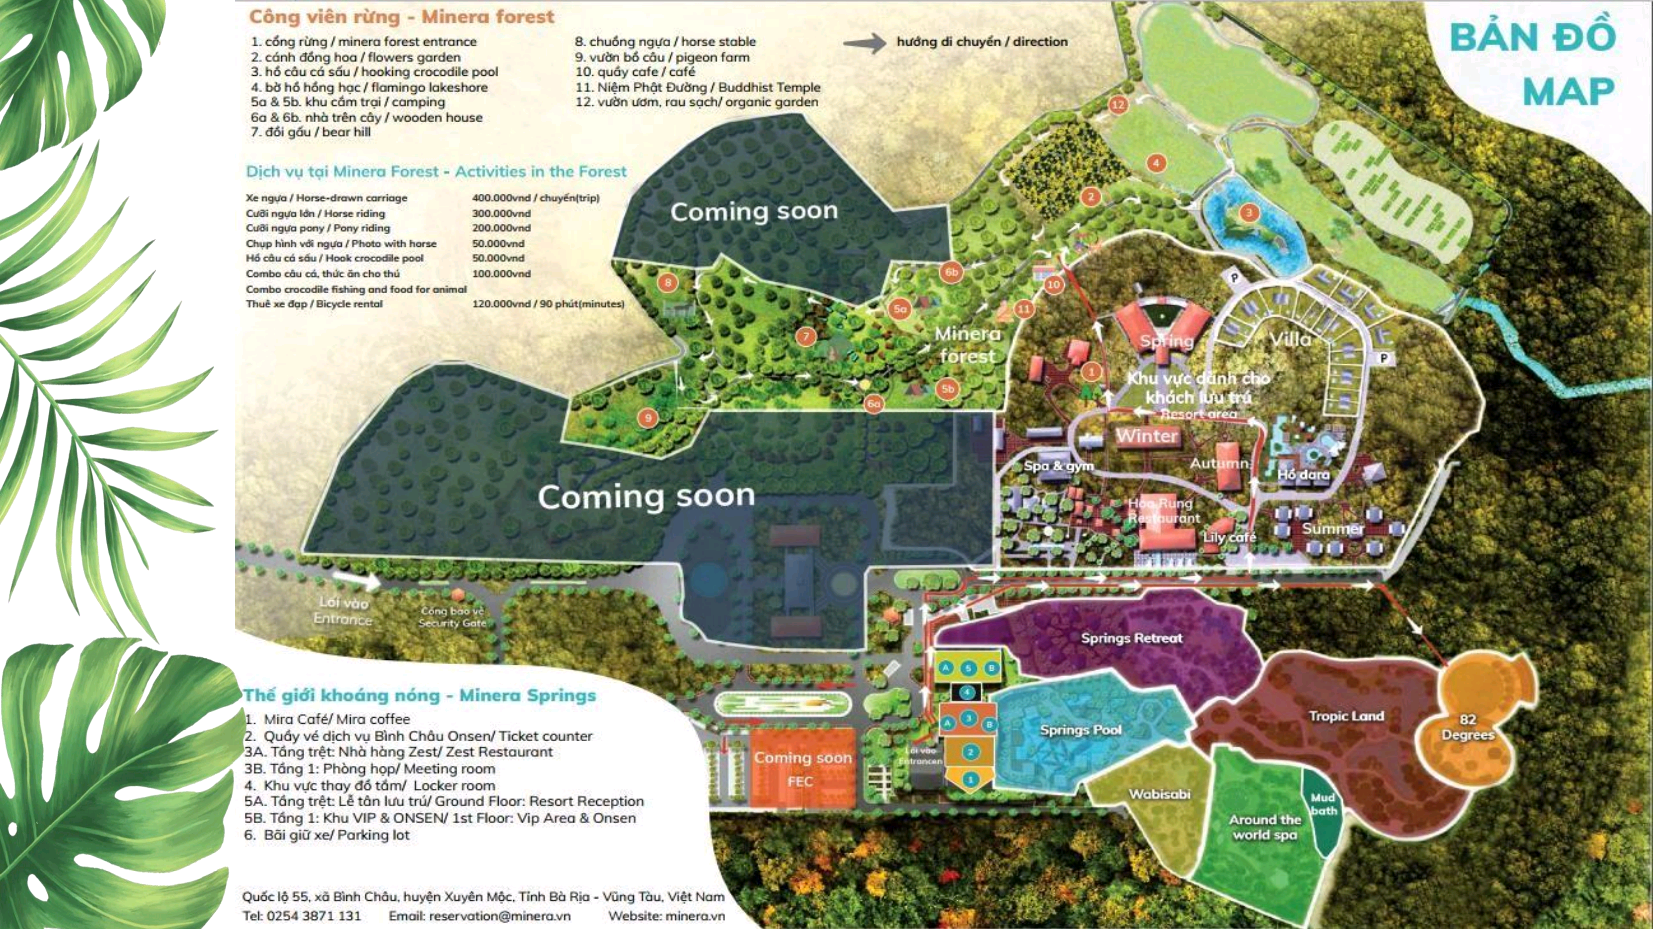 Công viên rừng - Minera forest
1. cổng rừng / minera forest entrance
2. cánh đồng hoa / flowers garden
3. hồ câu cá sấu / hooking crocodile pool
4. bờ hồ hồng hạc / flamingo lakeshore
5a & 5b. khu cắm trại / camping
6a & 6b. nhà trên cây / wooden house
7. đồi gấu / bear hill
8. chuồng ngựa / horse stable
9. vườn bồ câu / pigeon farm
10. quầy cafe / café
11. Niệm Phật Đường / Buddhist Temple
12. vườn ươm, rau sạch/ organic garden
hướng di chuyển / direction
BẢN ĐỒ
MAP
Dịch vụ tại Minera Forest - Activities in the Forest
Xe ngựa / Horse-drawn carriage 400.000vnd / chuyến(trip)
Cưỡi ngựa lớn / Horse riding 300.000vnd
Cưỡi ngựa pony / Pony riding 200.000vnd
Chụp hình với ngựa / Photo with horse 50.000vnd
Hồ câu cá sấu / Hook crocodile pool 50.000vnd
Combo câu cá, thức ăn cho thú 100.000vnd
Combo crocodile fishing and food for animal
Thuê xe đạp / Bicycle rental 120.000vnd / 90 phút(minutes)
12
4
2
3
Coming soon
6b
8
10
P
5a
11
7
Minera
forest
Spring
Villa
P
1
Khu vực dành cho
khách lưu trú
Resort area
5b
6a
9
Winter
Spa & gym
Autumn
Hồ dara
Coming soon
Hoa Rung
Restaurant
Lily café
Summer
Lối vào
Entrance
Cổng bảo vệ
Security Gate
Springs Retreat
A 5 B
4
A 3 B
2
1
Springs Pool
Tropic Land
82
Degrees
Coming soon
FEC
Lối vào
Entrancen
Wabisabi
Mud
bath
Around the
world spa
Thế giới khoáng nóng - Minera Springs
1. Mira Café/ Mira coffee
2. Quầy vé dịch vụ Bình Châu Onsen/ Ticket counter
3A. Tầng trệt: Nhà hàng Zest/ Zest Restaurant
3B. Tầng 1: Phòng họp/ Meeting room
4. Khu vực thay đồ tắm/ Locker room
5A. Tầng trệt: Lễ tân lưu trú/ Ground Floor: Resort Reception
5B. Tầng 1: Khu VIP & ONSEN/ 1st Floor: Vip Area & Onsen
6. Bãi giữ xe/ Parking lot
Quốc lộ 55, xã Bình Châu, huyện Xuyên Mộc, Tỉnh Bà Rịa - Vũng Tàu, Việt Nam
Tel: 0254 3871 131 Email: reservation@minera.vn Website: minera.vn